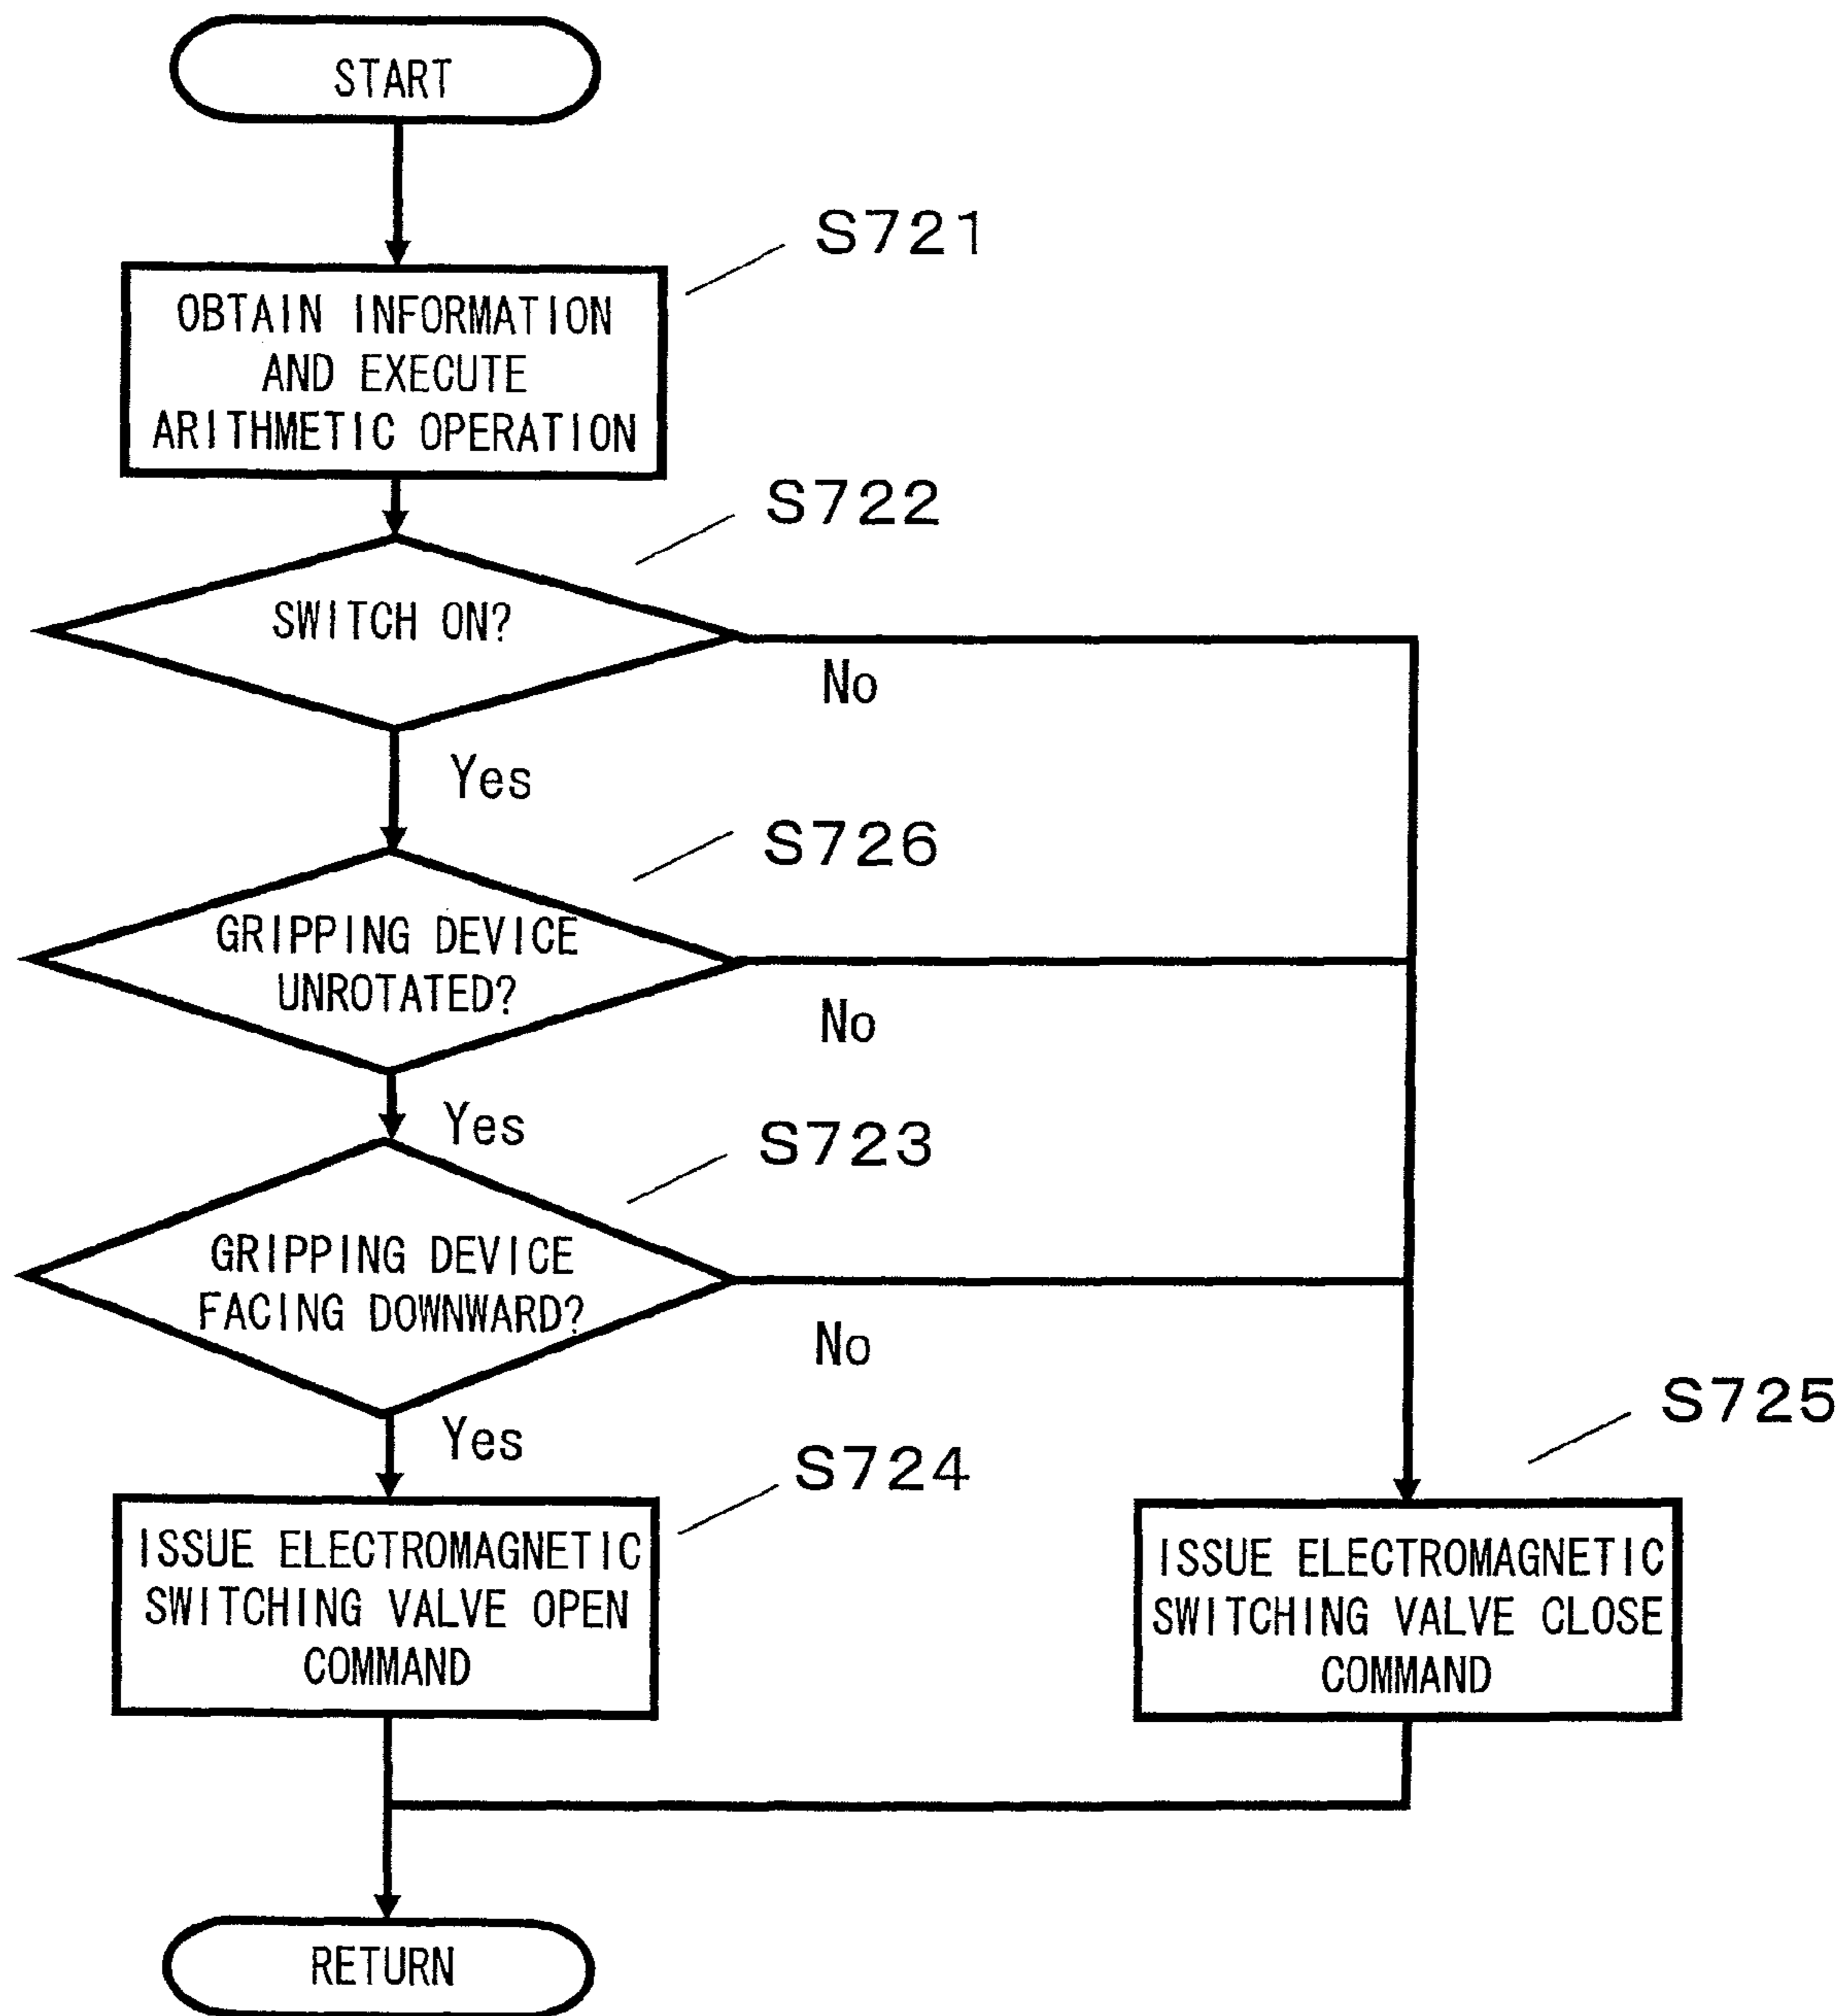 START
S721
OBTAIN INFORMATION
AND EXECUTE
ARITHMETIC OPERATION
S722
SWITCH ON?
No
Yes
S726
GRIPPING DEVICE
UNROTATED?
No
Yes
S723
GRIPPING DEVICE
FACING DOWNWARD?
No
Yes
S724
ISSUE ELECTROMAGNETIC
SWITCHING VALVE OPEN
COMMAND
S725
ISSUE ELECTROMAGNETIC
SWITCHING VALVE CLOSE
COMMAND
RETURN